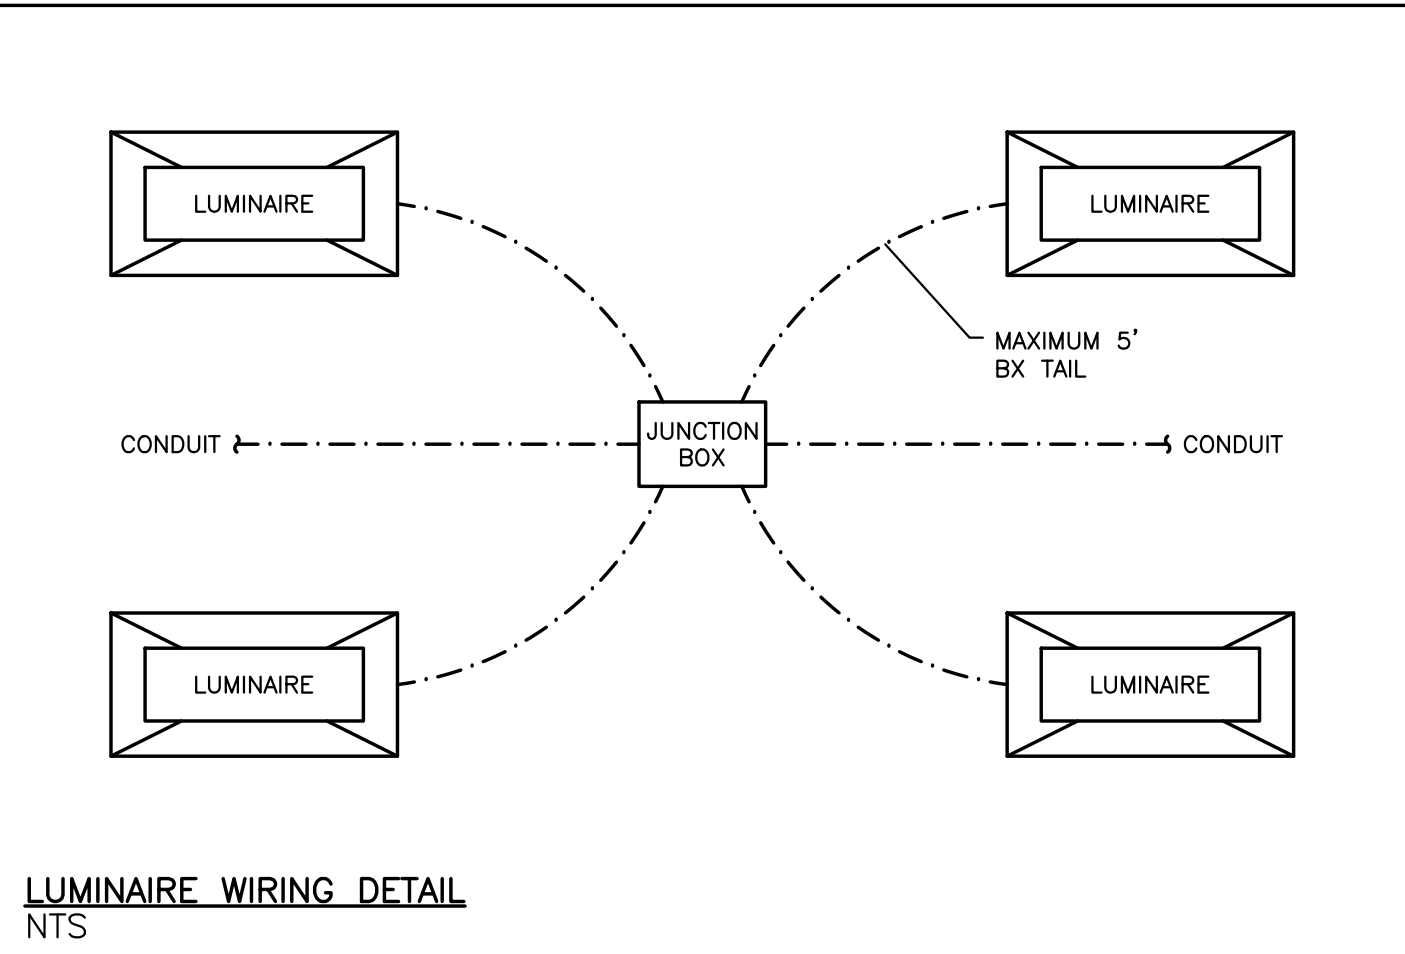 LUMINAIRE
LUMINAIRE
MAXIMUM 5'
BX TAIL
CONDUIT
JUNCTION
BOX
CONDUIT
LUMINAIRE
LUMINAIRE
LUMINAIRE WIRING DETAIL
NTS